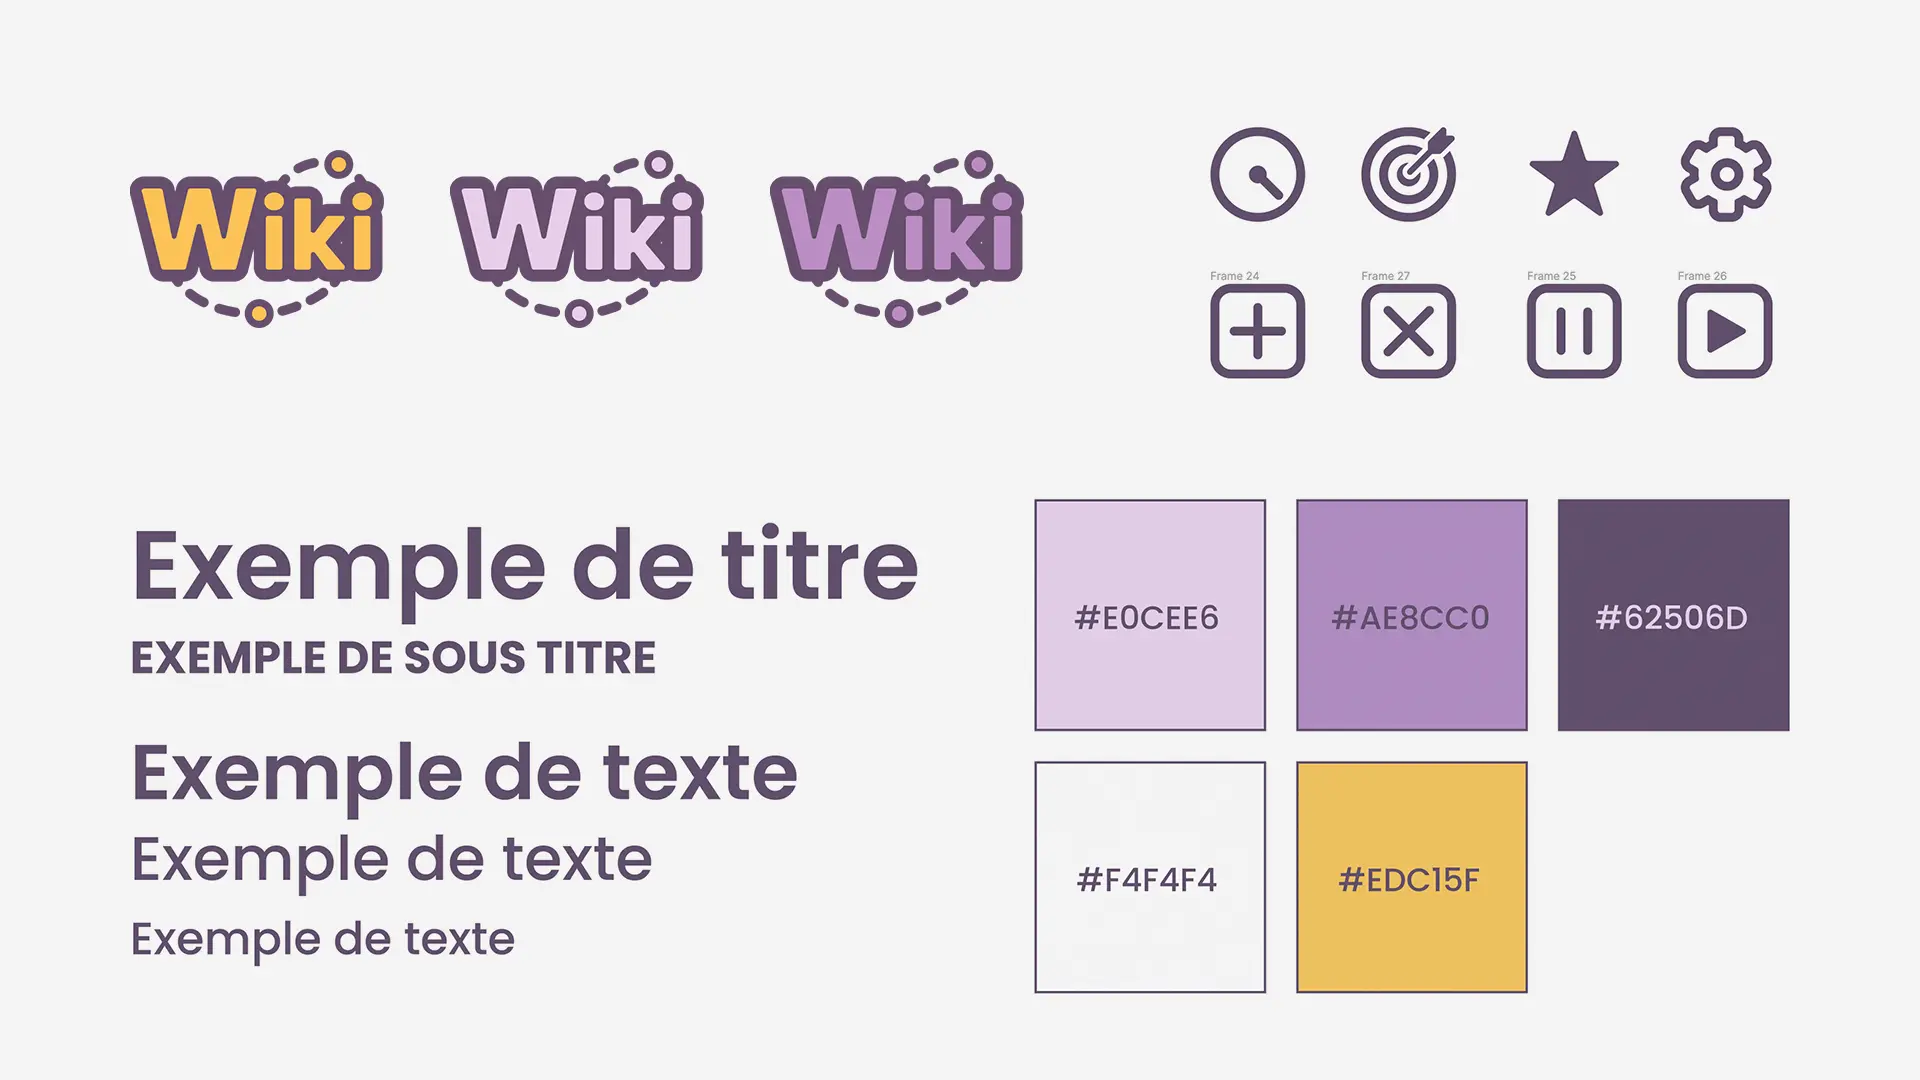 Wiki
Wiki
Wiki
Frame 24
Frame 27
Frame 25
Frame 26
Exemple de titre
EXEMPLE DE SOUS TITRE
Exemple de texte
Exemple de texte
Exemple de texte
#E0CEE6
#AE8CC0
#62506D
#F4F4F4
#EDC15F